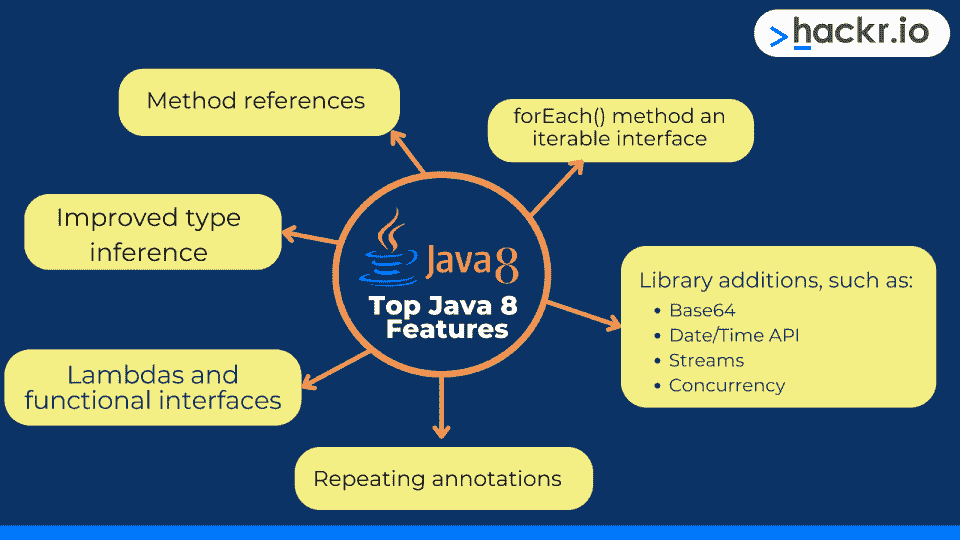 >hackr.io
Method references
forEach() method an
iterable interface
Improved type
inference
Java 8
Top Java 8
Features
Library additions, such as:
• Base64
• Date/Time API
• Streams
• Concurrency
Lambdas and
functional interfaces
Repeating annotations